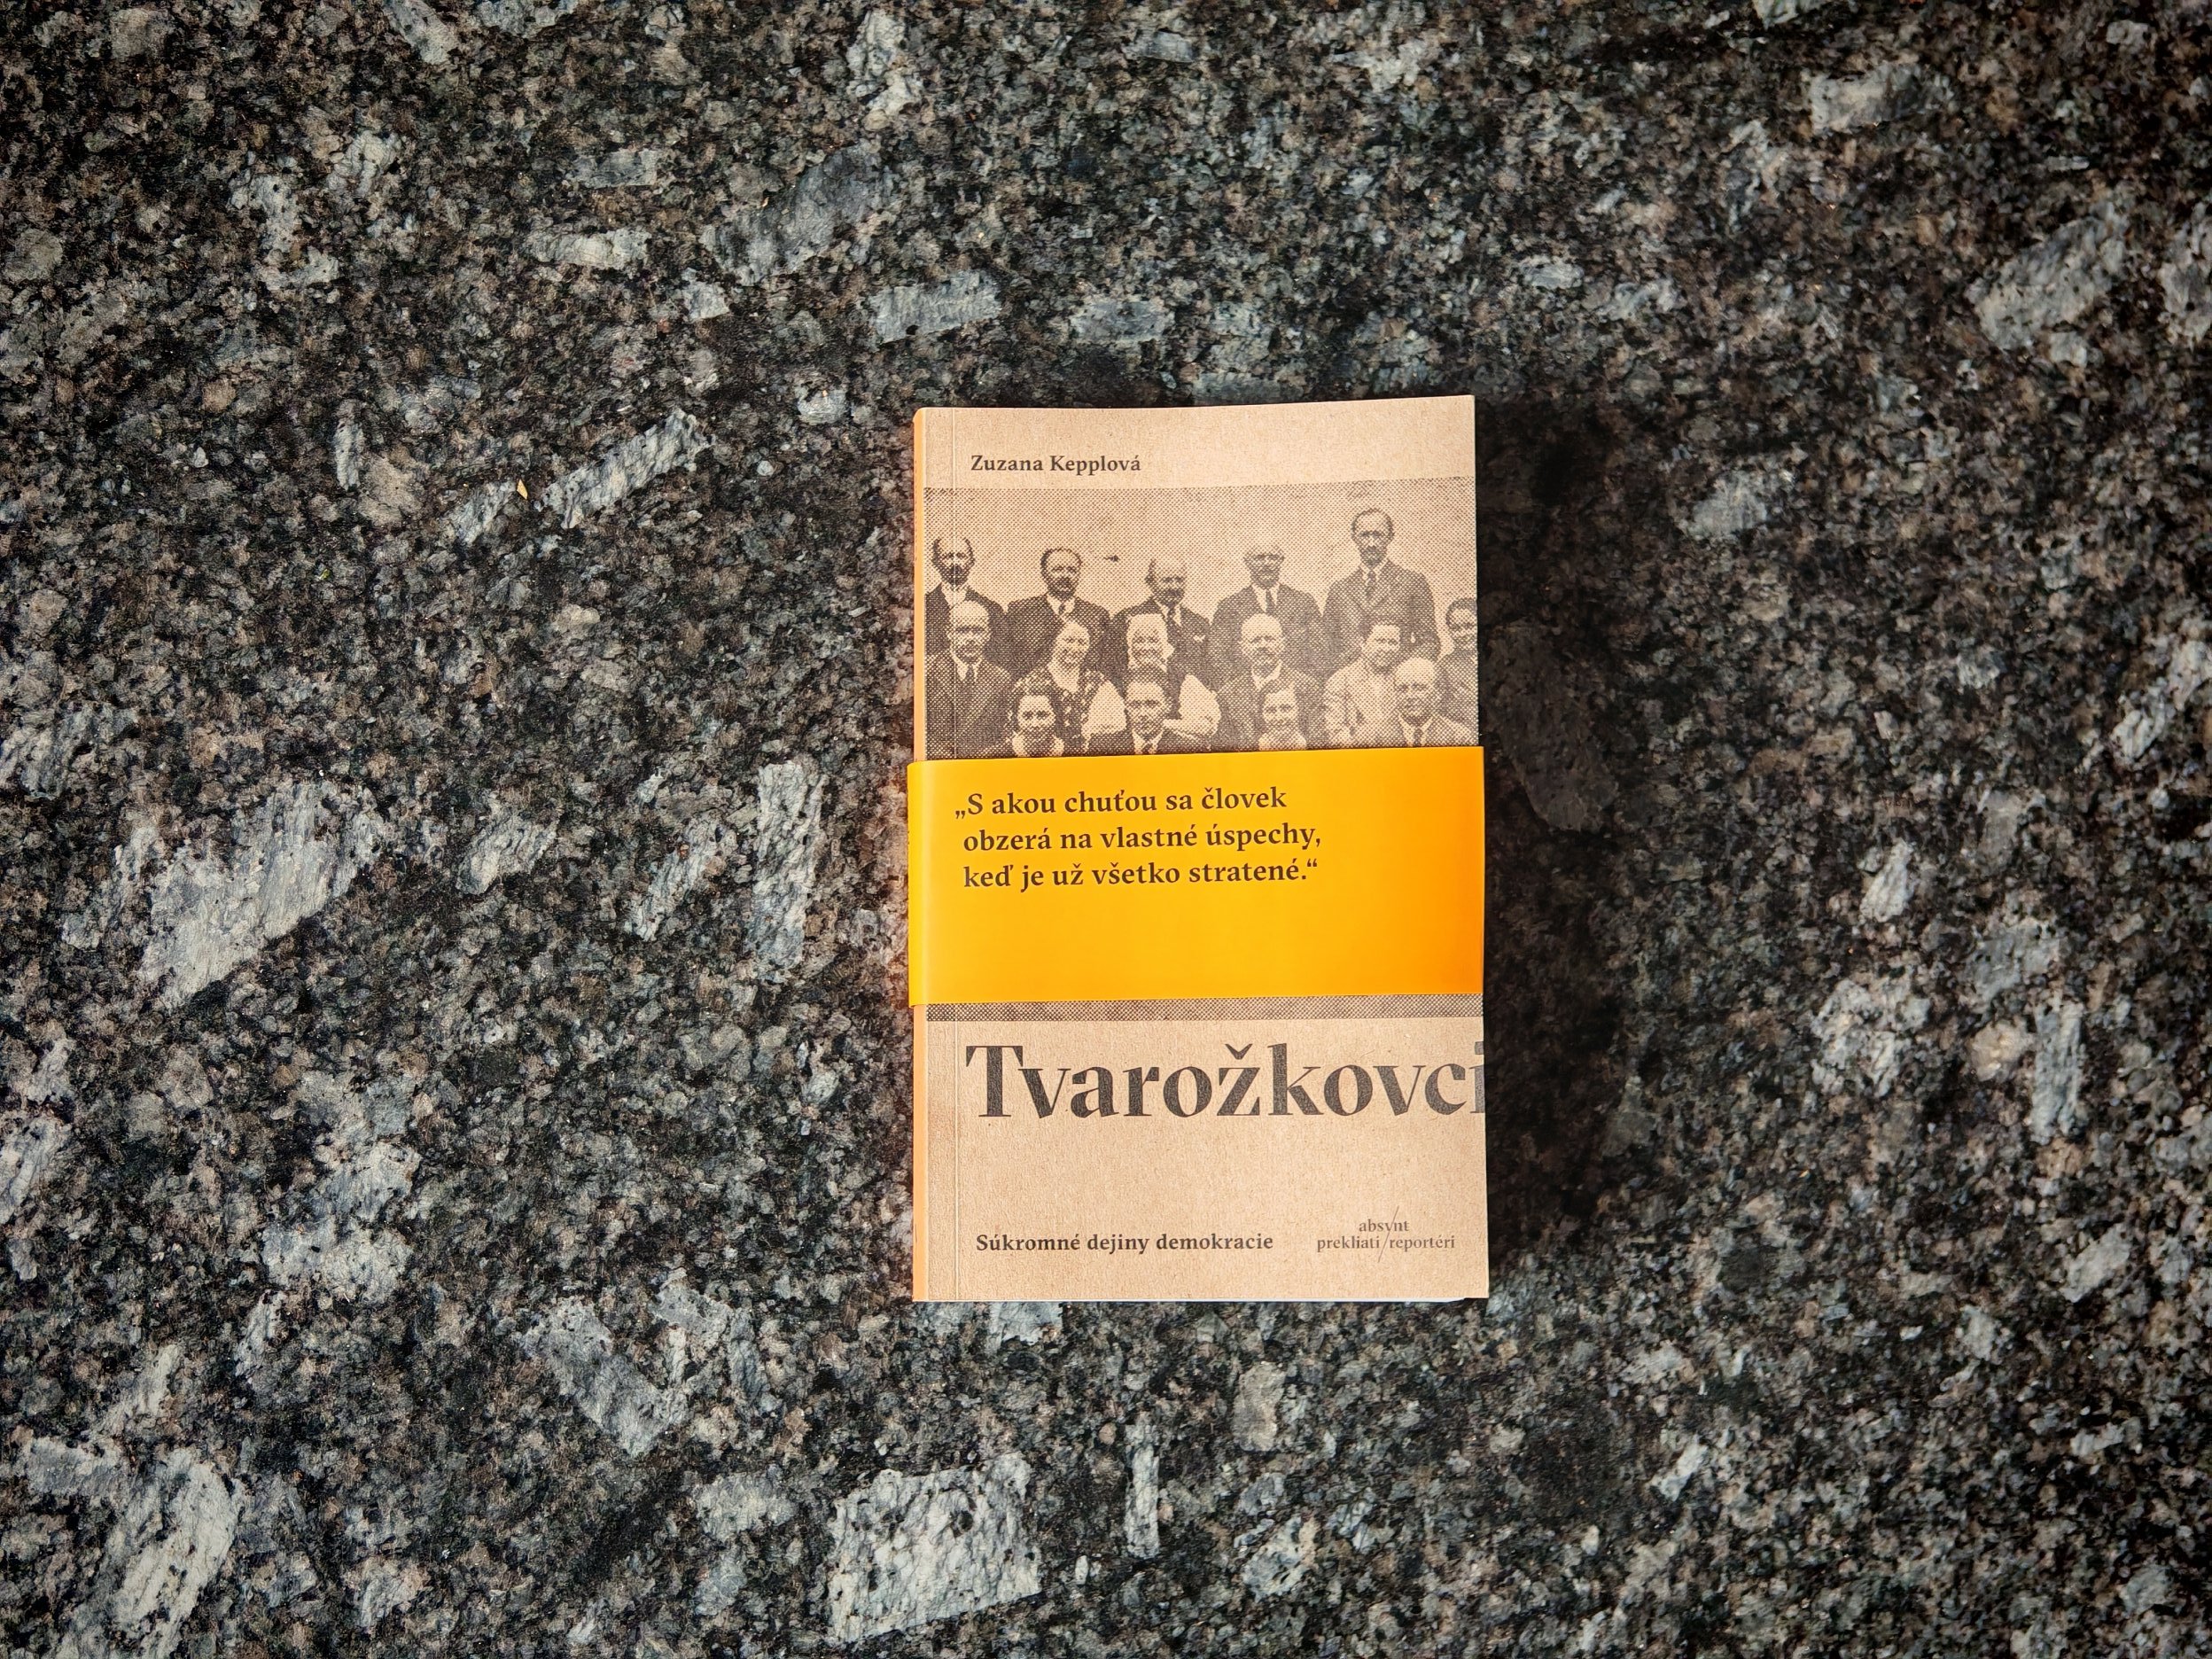 Zuzana Kepplová
„S akou chuťou sa človek
obzerá na vlastné úspechy,
keď je už všetko stratené.“
Tvarožkovci
Súkromné dejiny demokracie
absynt
prekliati/reportéri